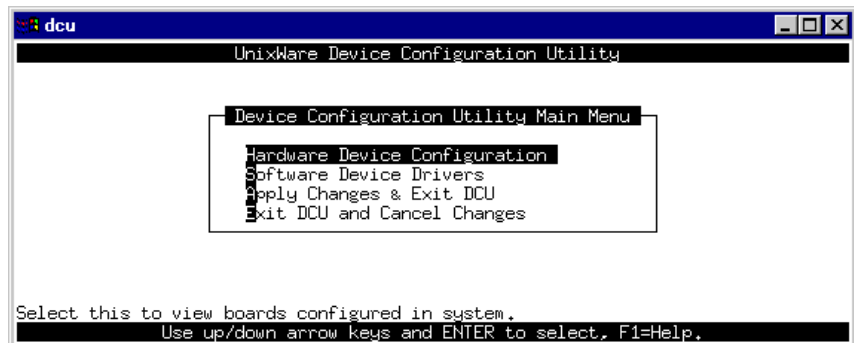 dcu
UnixWare Device Configuration Utility
Device Configuration Utility Main Menu
Hardware Device Configuration
Software Device Drivers
Apply Changes & Exit DCU
Exit DCU and Cancel Changes
Select this to view boards configured in system.
Use up/down arrow keys and ENTER to select, F1=Help.